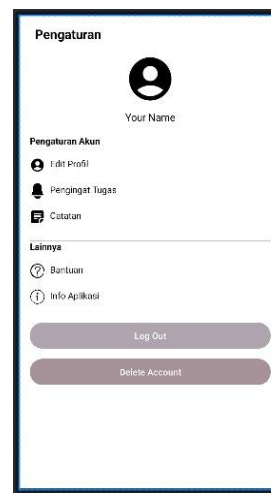 Pengaturan
Your Name
Pengaturan Akun
Edit Profil
Pengingat Tugas
Catatan
Lainnya
Bantuan
Info Aplikasi
Log Out
Delete Account